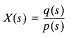 X(s) = q(s)/p(s)